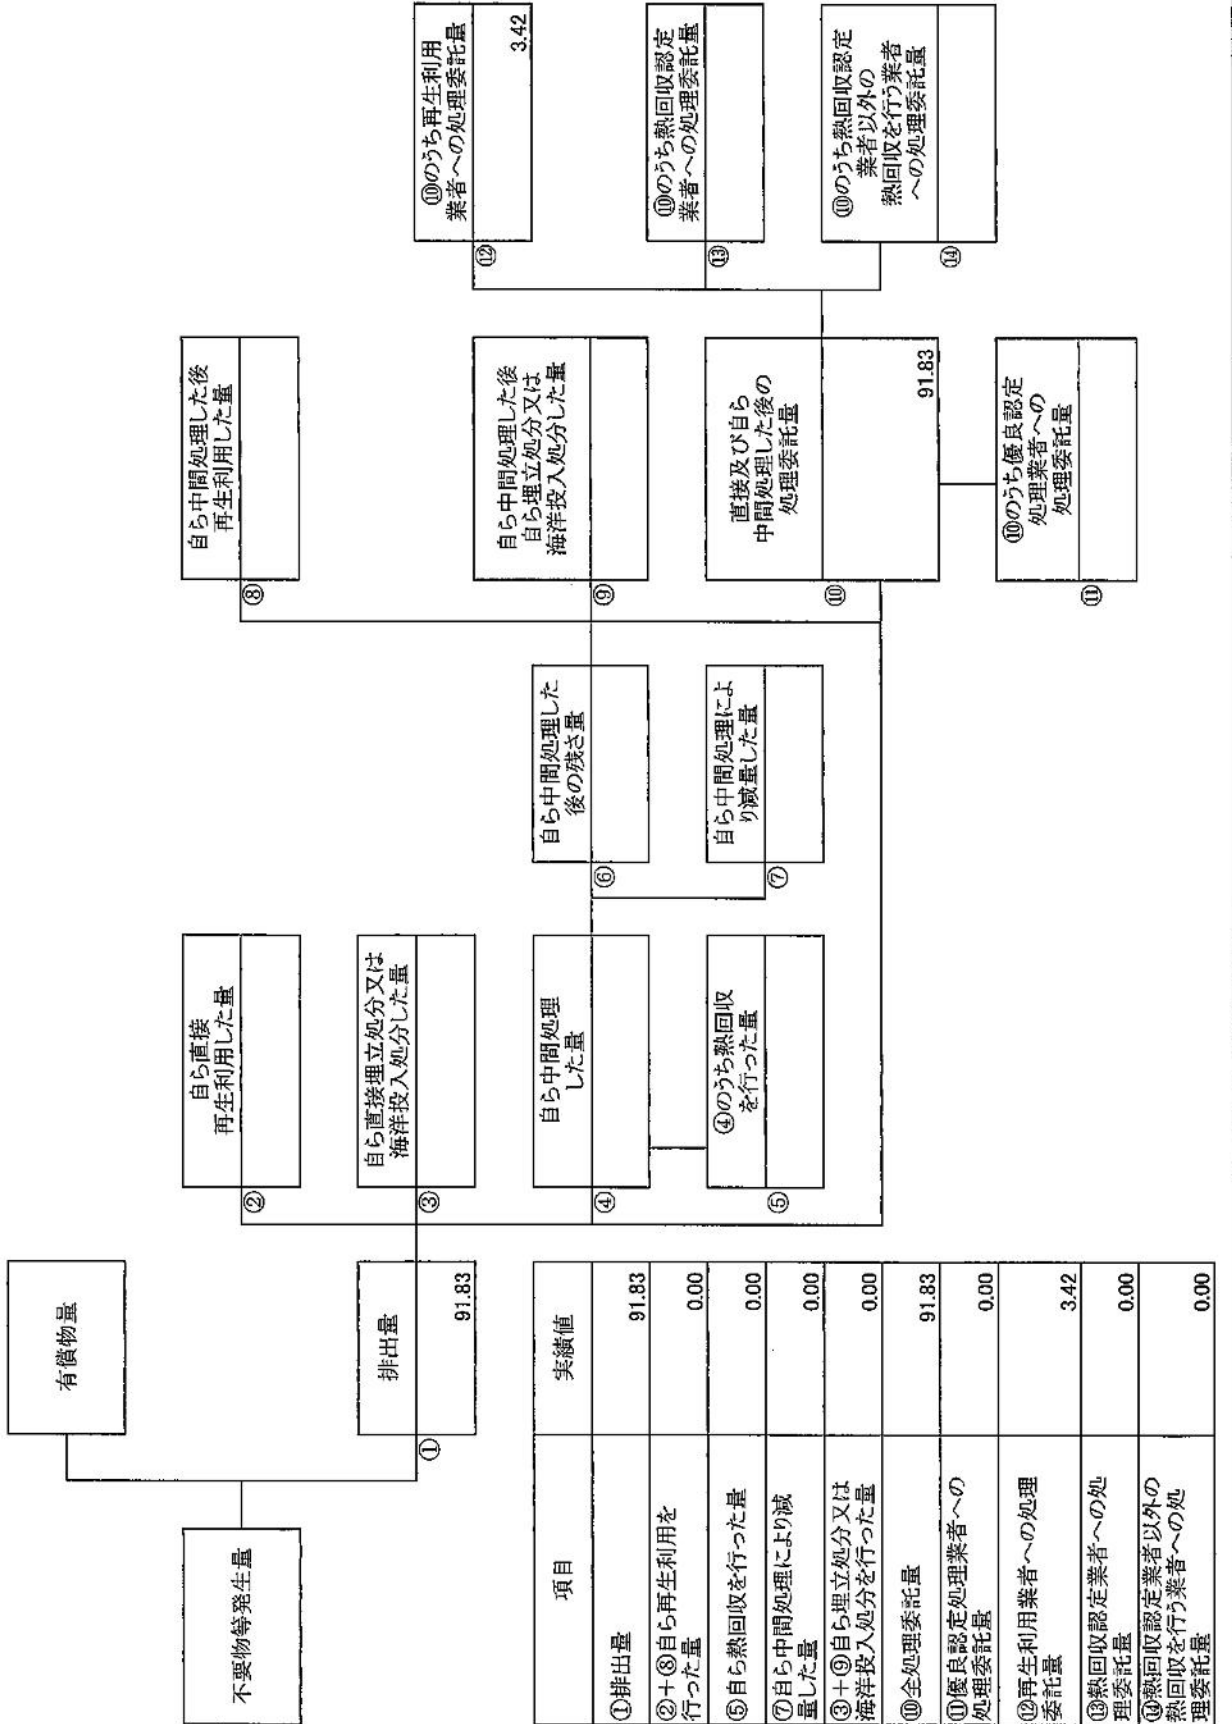 不要物等発生量
有償物量
排出量
①
91.83
自ら直接
再生利用した量
②
自ら直接埋立処分又は
海洋投入処分した量
③
自ら中間処理
した量
④
④のうち熱回収
を行った量
⑤
自ら中間処理した
後の残さ量
⑥
自ら中間処理によ
り減量した量
⑦
自ら中間処理した後
再生利用した量
⑧
自ら中間処理した後
自ら埋立処分又は
海洋投入処分した量
⑨
直接及び自ら
中間処理した後の
処理委託量
⑩
91.83
⑩のうち優良認定
処理業者への
処理委託量
⑪
⑩のうち再生利用
業者への処理委託量
⑫
3.42
⑩のうち熱回収認定
業者への処理委託量
⑬
⑩のうち熱回収認定
業者以外の
熱回収を行う業者
への処理委託量
⑭
項目 実績値
①排出量 91.83
②+⑧自ら再生利用を
行った量 0.00
⑤自ら熱回収を行った量 0.00
⑦自ら中間処理により減
量した量 0.00
③+⑨自ら埋立処分又は
海洋投入処分を行った量 0.00
⑩全処理委託量 91.83
⑪優良認定処理業者への
処理委託量 0.00
⑫再生利用業者への処理
委託量 3.42
⑬熱回収認定業者への処
理委託量 0.00
⑭熱回収認定業者以外の
熱回収を行う業者への処
理委託量 0.00